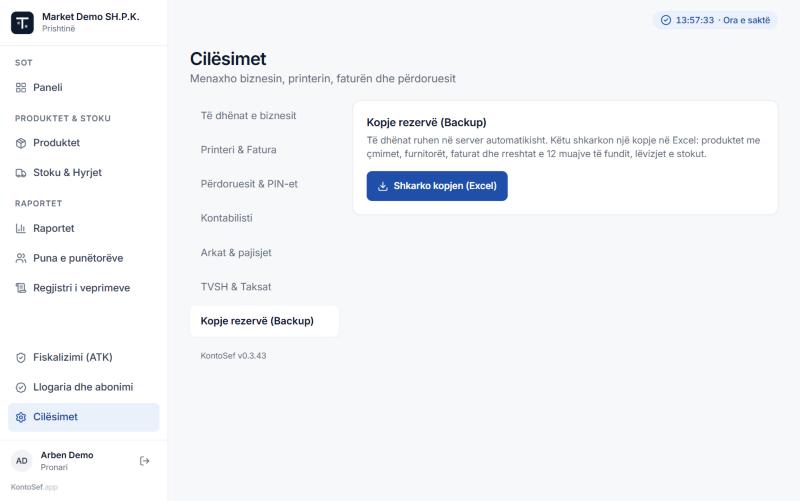 Market Demo SH.P.K.
Prishtinë
SOT
Paneli
PRODUKTET & STOKU
Produktet
Stoku & Hyrjet
RAPORTET
Raportet
Puna e punëtorëve
Regjistri i veprimeve
Fiskalizimi (ATK)
Llogaria dhe abonimi
Cilësimet
AD
Arben Demo
Pronari
KontoSef.app
13:57:33 · Ora e saktë
Cilësimet
Menaxho biznesin, printerin, faturën dhe përdoruesit
Të dhënat e biznesit
Printeri & Fatura
Përdoruesit & PIN-et
Kontabilisti
Arkat & pajisjet
TVSH & Taksat
Kopje rezervë (Backup)
KontoSef v0.3.43
Kopje rezervë (Backup)
Të dhënat ruhen në server automatikisht. Këtu shkarkon një kopje në Excel: produktet me
çmimet, furnitorët, faturat dhe rreshtat e 12 muajve të fundit, lëvizjet e stokut.
Shkarko kopjen (Excel)